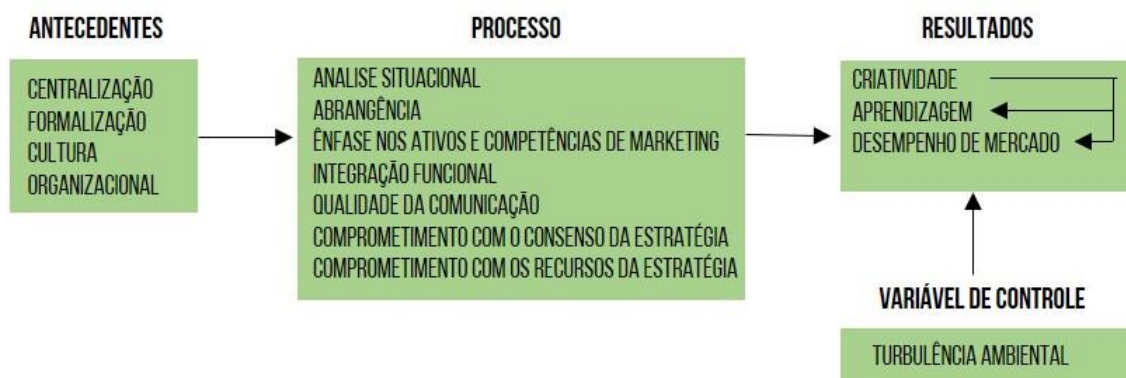 ANTECEDENTES
CENTRALIZAÇÃO
FORMALIZAÇÃO
CULTURA
ORGANIZACIONAL
PROCESSO
ANALISE SITUACIONAL
ABRANGÊNCIA
ÊNFASE NOS ATIVOS E COMPETÊNCIAS DE MARKETING
INTEGRAÇÃO FUNCIONAL
QUALIDADE DA COMUNICAÇÃO
COMPROMETIMENTO COM O CONSENSO DA ESTRATÉGIA
COMPROMETIMENTO COM OS RECURSOS DA ESTRATÉGIA
RESULTADOS
CRIATIVIDADE
APRENDIZAGEM
DESEMPENHO DE MERCADO
VARIÁVEL DE CONTROLE
TURBULÊNCIA AMBIENTAL